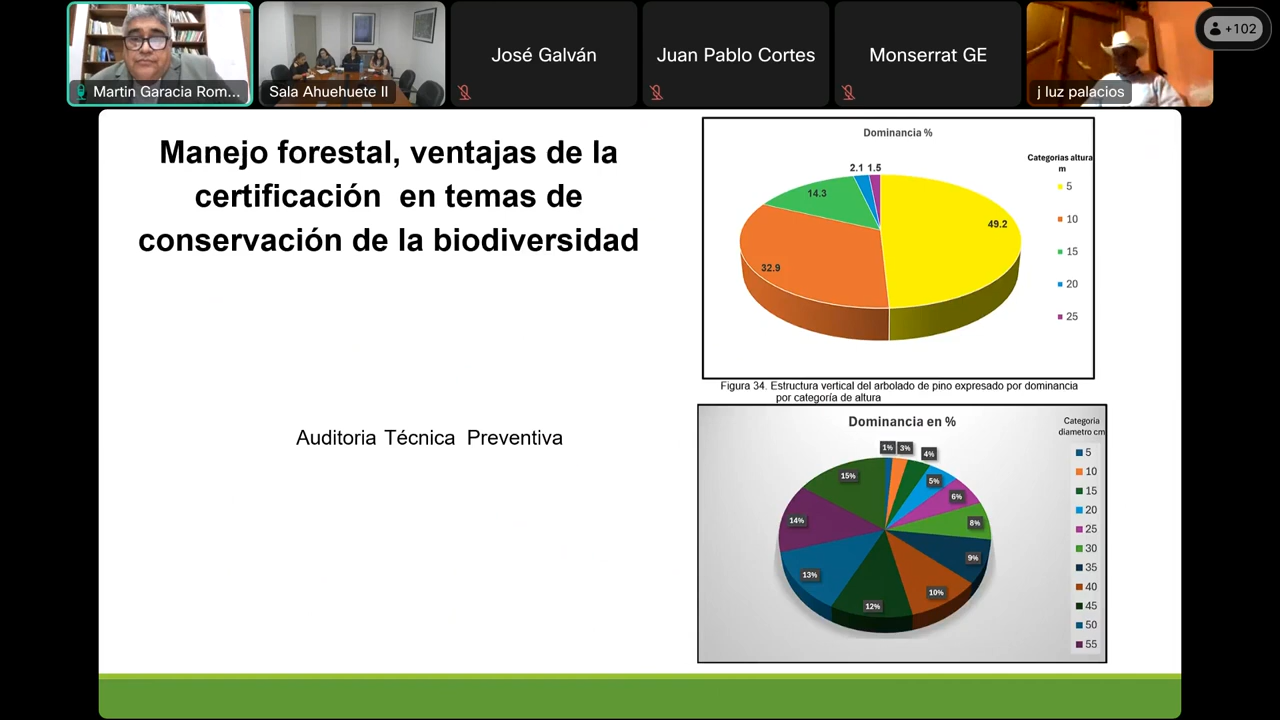 Martin Garacia Rom...
Sala Ahuehuete II
José Galván
Juan Pablo Cortes
Monserrat GE
j luz palacios
+102
Manejo forestal, ventajas de la
certificación en temas de
conservación de la biodiversidad
Auditoria Técnica Preventiva
Dominancia %
Categorías altura
m
5
10
15
20
25
2.1
1.5
14.3
49.2
32.9
Figura 34. Estructura vertical del arbolado de pino expresado por dominancia
por categoría de altura
Dominancia en %
Categoria
diametro cm
5
10
15
20
25
30
35
40
45
50
55
1%
3%
4%
5%
6%
8%
9%
10%
12%
13%
14%
15%